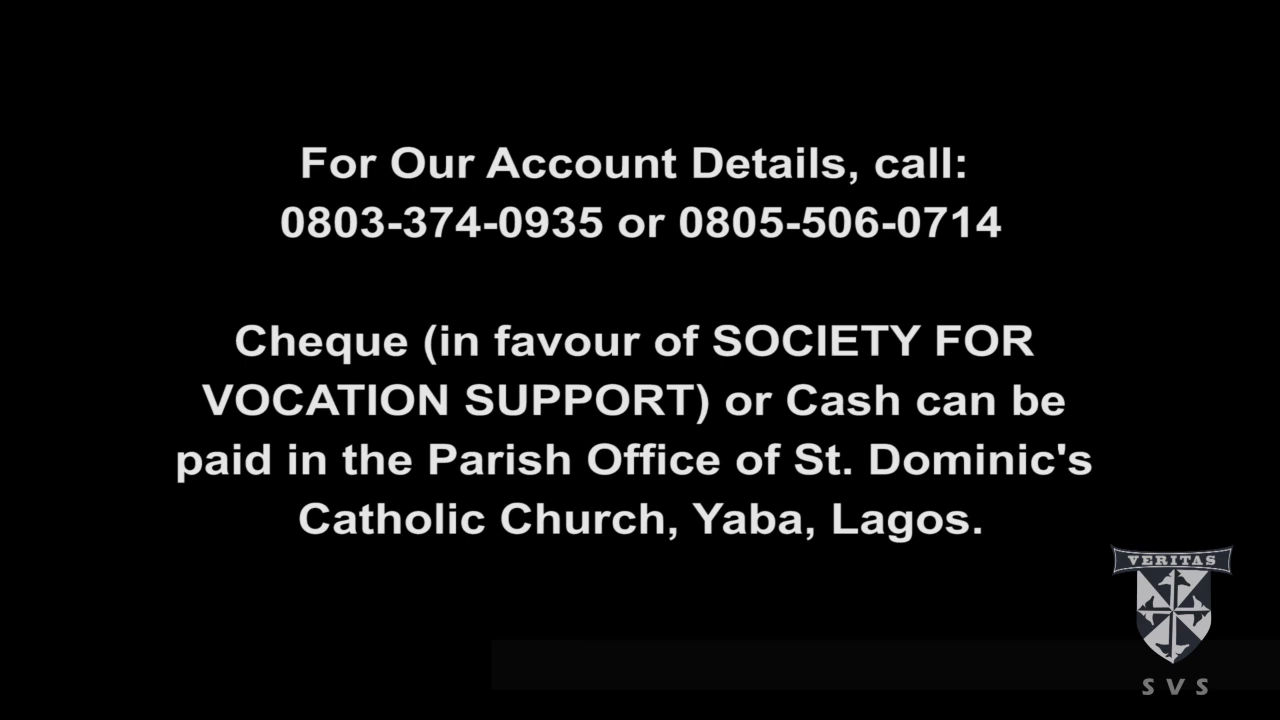 For Our Account Details, call:
0803-374-0935 or 0805-506-0714
Cheque (in favour of SOCIETY FOR
VOCATION SUPPORT) or Cash can be
paid in the Parish Office of St. Dominic's
Catholic Church, Yaba, Lagos.
VERITAS
SVS